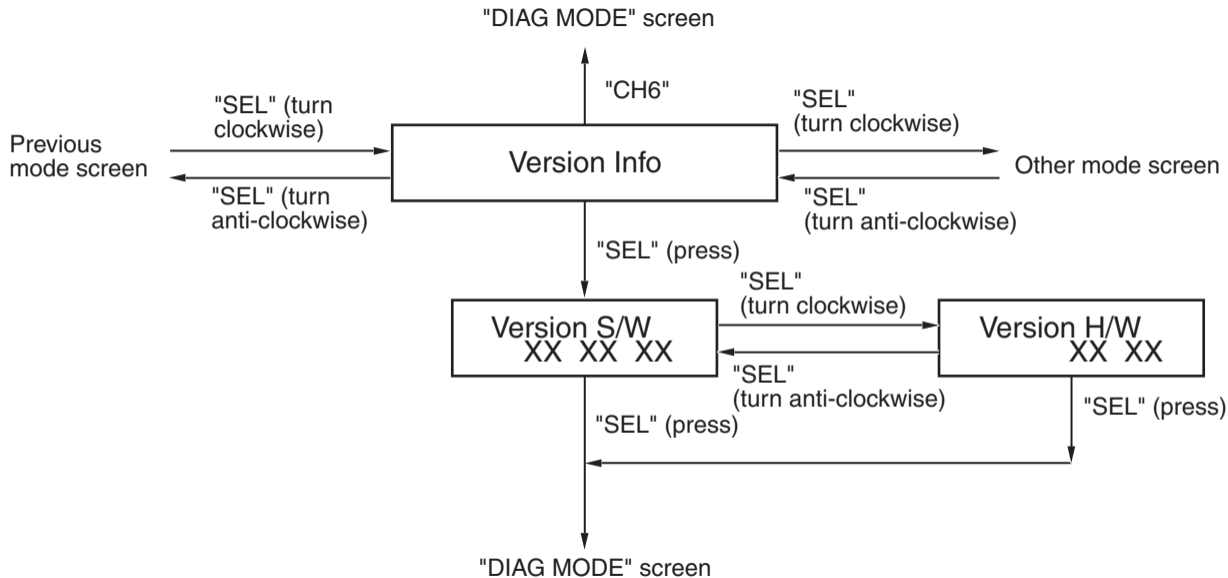 "DIAG MODE" screen
"CH6"
"SEL" (turn
clockwise)
"SEL"
(turn clockwise)
Previous
mode screen
Version Info
Other mode screen
"SEL" (turn
anti-clockwise)
"SEL"
(turn anti-clockwise)
"SEL" (press)
"SEL"
(turn clockwise)
Version S/W
XX XX XX
Version H/W
XX XX
"SEL"
(turn anti-clockwise)
"SEL" (press)
"SEL" (press)
"DIAG MODE" screen